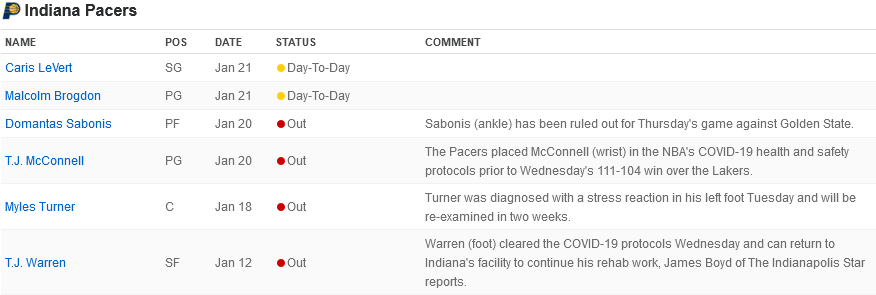 Indiana Pacers
NAME POS DATE STATUS COMMENT
Caris LeVert SG Jan 21 Day-To-Day
Malcolm Brogdon PG Jan 21 Day-To-Day
Domantas Sabonis PF Jan 20 Out Sabonis (ankle) has been ruled out for Thursday's game against Golden State.
T.J. McConnell PG Jan 20 Out The Pacers placed McConnell (wrist) in the NBA's COVID-19 health and safety
protocols prior to Wednesday's 111-104 win over the Lakers.
Myles Turner C Jan 18 Out Turner was diagnosed with a stress reaction in his left foot Tuesday and will be
re-examined in two weeks.
T.J. Warren SF Jan 12 Out Warren (foot) cleared the COVID-19 protocols Wednesday and can return to
Indiana's facility to continue his rehab work, James Boyd of The Indianapolis Star
reports.